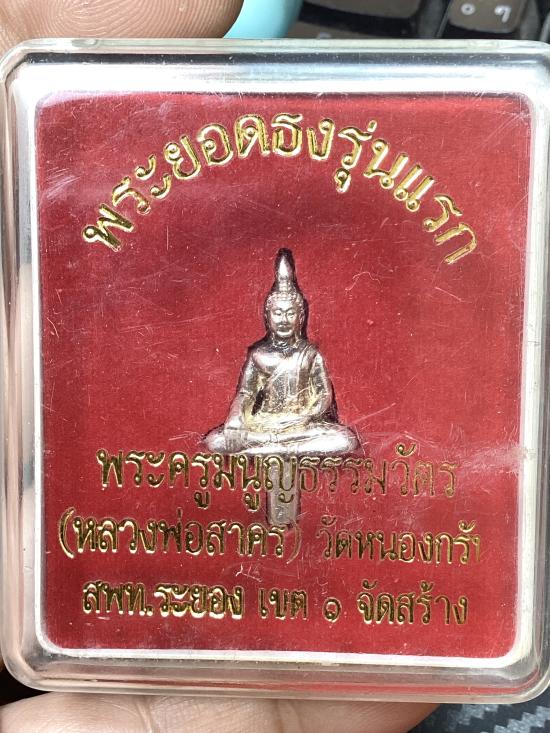 พระยอดธงรุ่นแรก
พระครูมนูญธรรมวัตร
(หลวงพ่อสาคร) วัดหนองกรับ
สพท.ระยอง เขต ๑ จัดสร้าง